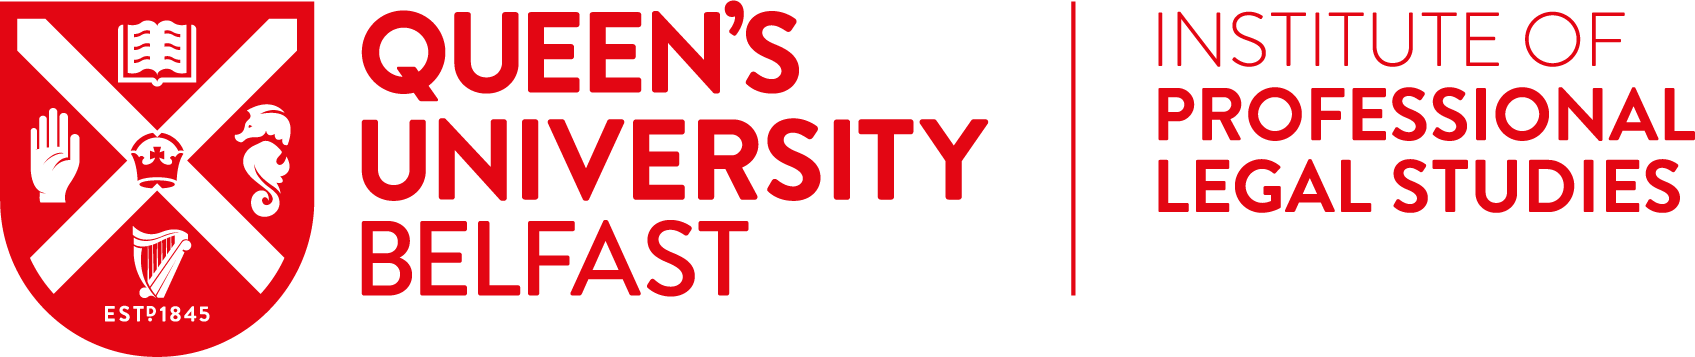 QUEEN'S
UNIVERSITY
BELFAST
INSTITUTE OF
PROFESSIONAL
LEGAL STUDIES
ESTD 1845